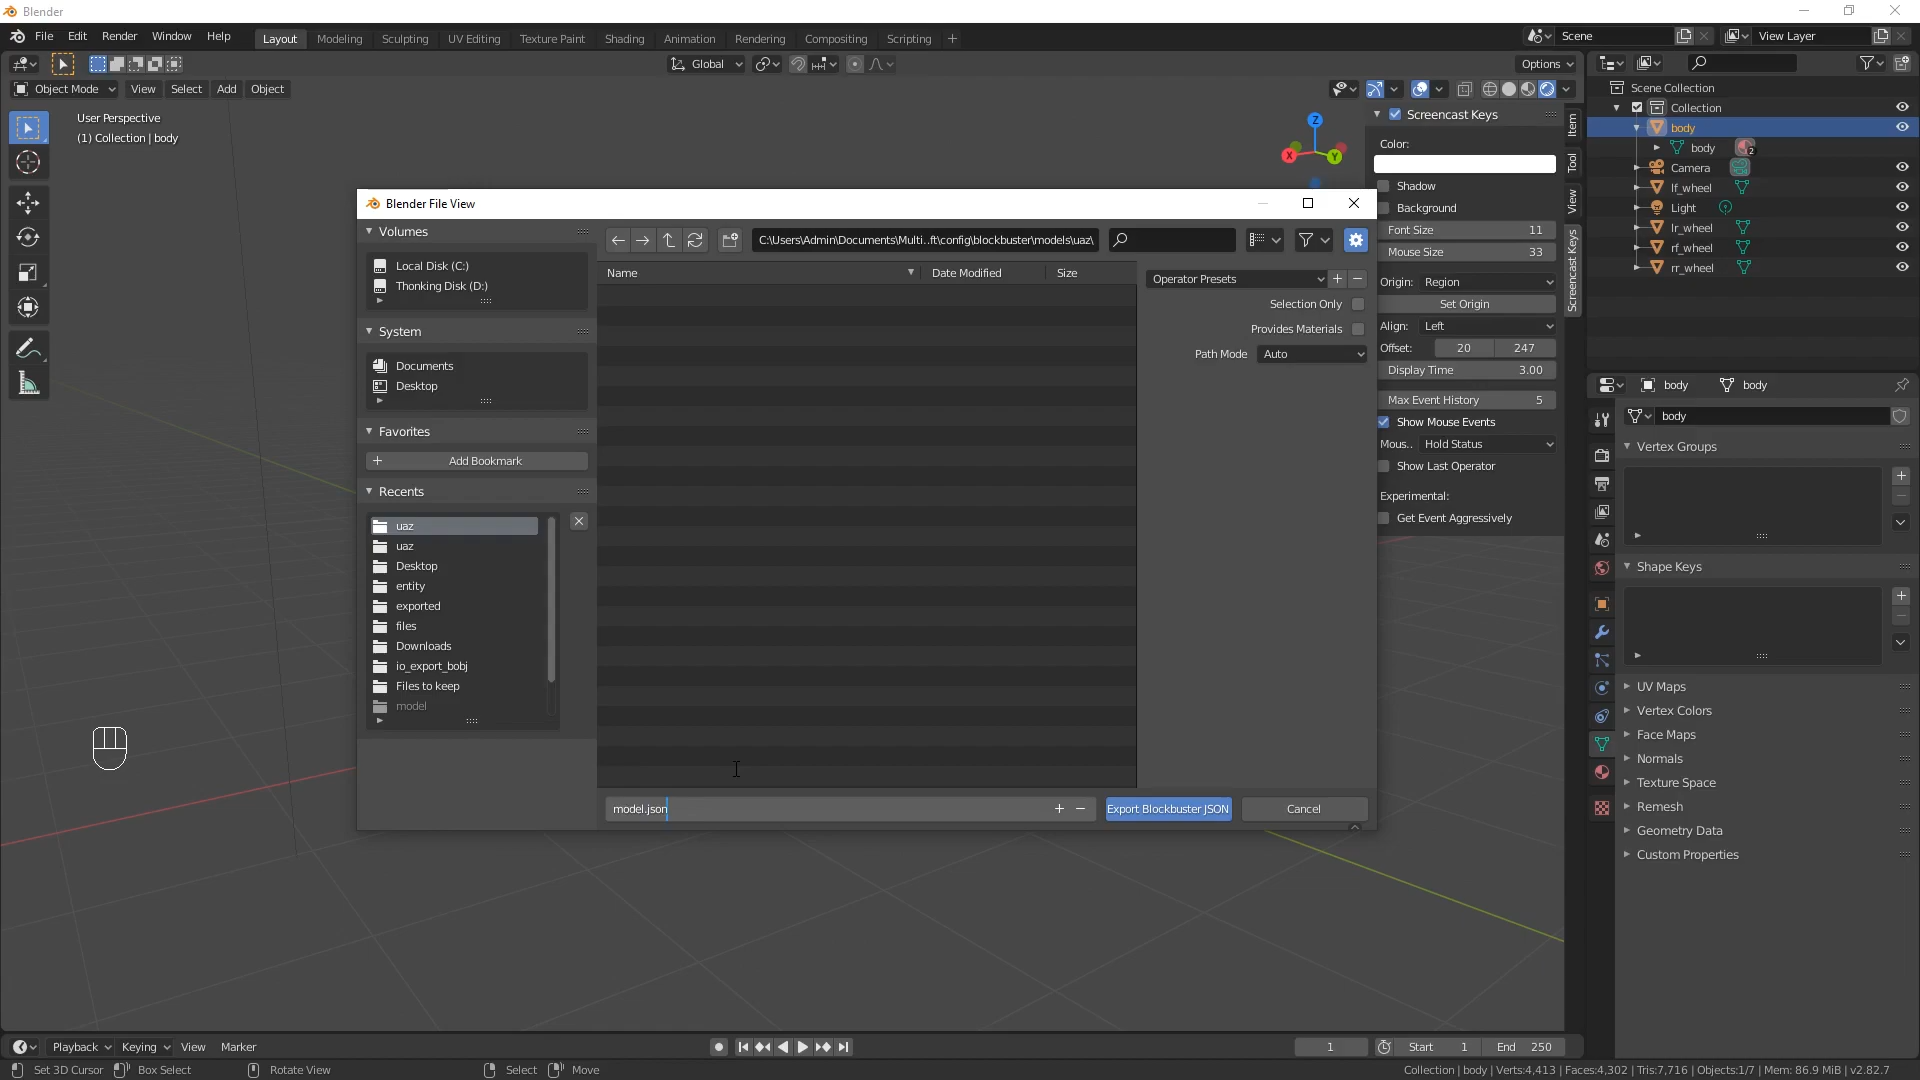 Blender
File Edit Render Window Help
Layout Modeling Sculpting UV Editing Texture Paint Shading Animation Rendering Compositing Scripting +
Scene
View Layer
Global
Options
Object Mode View Select Add Object
User Perspective
(1) Collection | body
Z
X
Y
Screencast Keys
Color:
Shadow
Background
Font Size 11
Mouse Size 33
Origin: Region
Set Origin
Align: Left
Offset: 20 247
Display Time 3.00
Max Event History 5
Show Mouse Events
Mous.. Hold Status
Show Last Operator
Experimental:
Get Event Aggressively
Item
Tool
View
Screencast Keys
Scene Collection
Collection
body
body 2
Camera
lf_wheel
Light
lr_wheel
rf_wheel
rr_wheel
body body
body
Vertex Groups
Shape Keys
UV Maps
Vertex Colors
Face Maps
Normals
Texture Space
Remesh
Geometry Data
Custom Properties
Blender File View
Volumes
Local Disk (C:)
Thonking Disk (D:)
System
Documents
Desktop
Favorites
Add Bookmark
Recents
uaz
uaz
Desktop
entity
exported
files
Downloads
io_export_bobj
Files to keep
model
C:\Users\Admin\Documents\Multi..ft\config\blockbuster\models\uaz\
Name Date Modified Size
Operator Presets
Selection Only
Provides Materials
Path Mode Auto
model.json
Export Blockbuster JSON
Cancel
Playback Keying View Marker
1 Start 1 End 250
Set 3D Cursor Box Select Rotate View Select Move
Collection | body | Verts:4,413 | Faces:4,302 | Tris:7,716 | Objects:1/7 | Mem: 86.9 MiB | v2.82.7